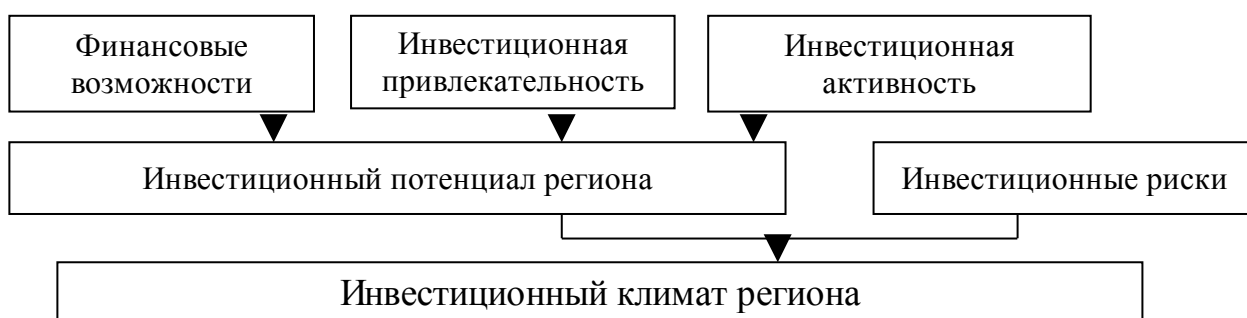 Финансовые
возможности
Инвестиционная
привлекательность
Инвестиционная
активность
Инвестиционный потенциал региона
Инвестиционные риски
Инвестиционный климат региона